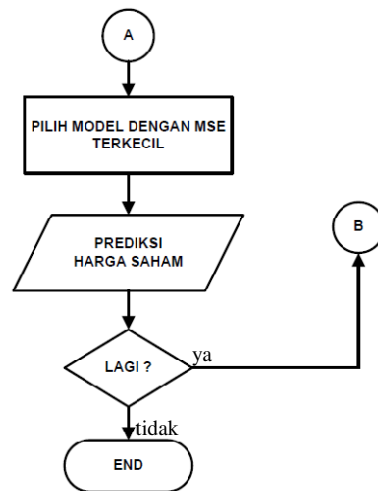 A
PILIH MODEL DENGAN MSE
TERKECIL
PREDIKSI
HARGA SAHAM
B
LAGI ?
ya
tidak
END